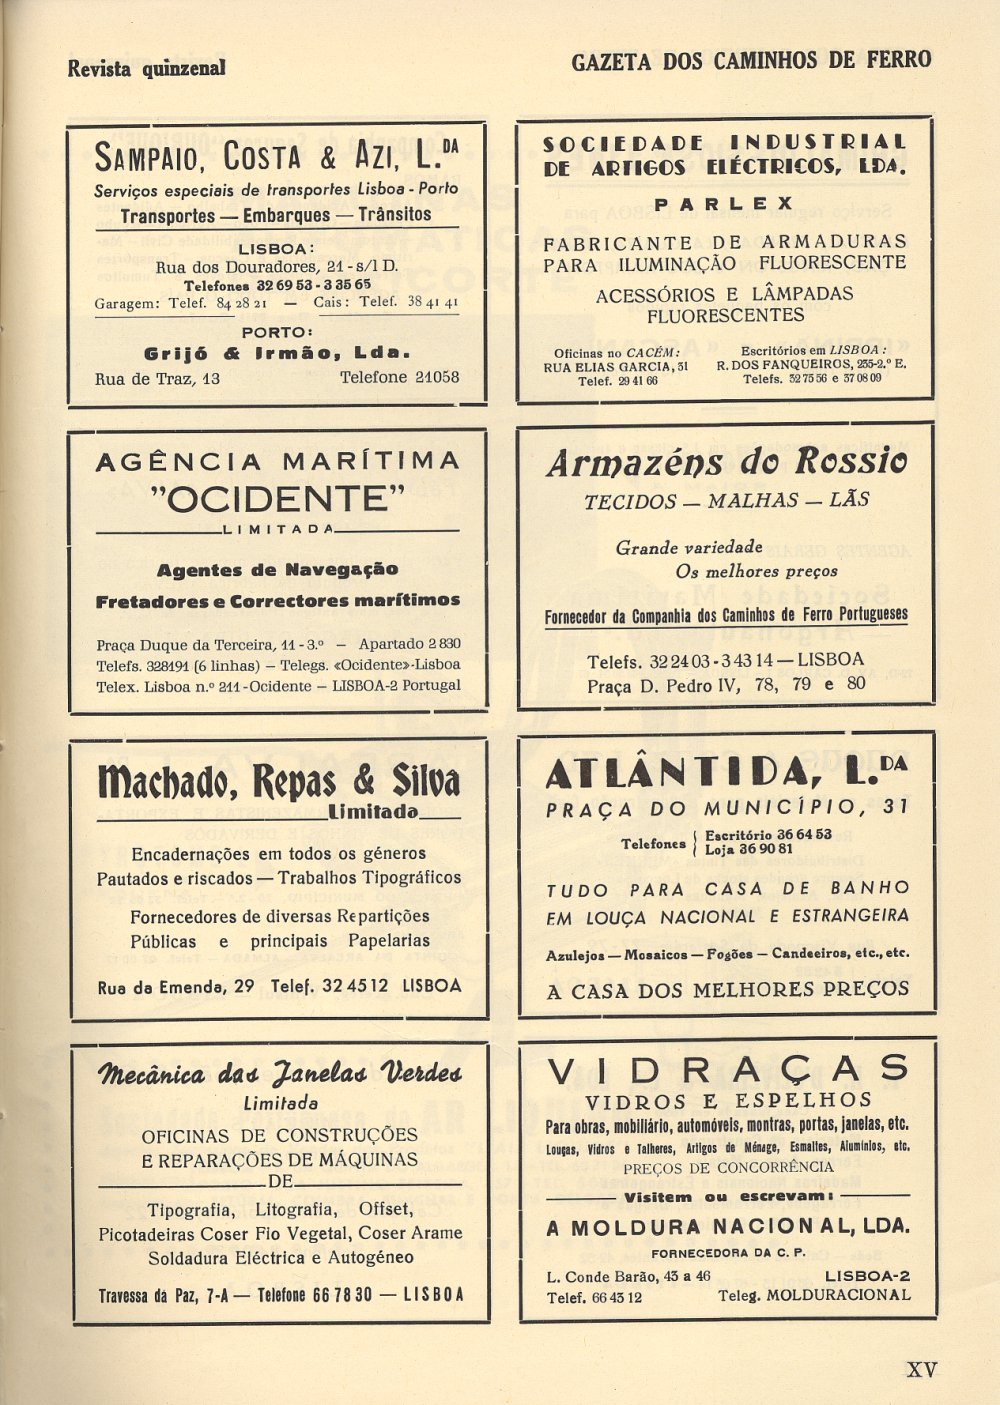 Revista quinzenal
GAZETA DOS CAMINHOS DE FERRO
SAMPAIO, COSTA & AZI, L.DA
Serviços especiais de transportes Lisboa - Porto
Transportes — Embarques — Trânsitos
LISBOA:
Rua dos Douradores, 21 - s/l D.
Telefones 32 69 53 - 3 35 65
Garagem: Telef. 84 28 21 — Cais: Telef. 38 41 41
PORTO:
Grijó & Irmão, Lda.
Rua de Traz, 13 Telefone 21058
SOCIEDADE INDUSTRIAL
DE ARTIGOS ELÉCTRICOS, LDA.
PARLEX
FABRICANTE DE ARMADURAS
PARA ILUMINAÇÃO FLUORESCENTE
ACESSÓRIOS E LÂMPADAS
FLUORESCENTES
Oficinas no CACÉM:
RUA ELIAS GARCIA, 31
Telef. 29 41 66
Escritórios em LISBOA:
R. DOS FANQUEIROS, 235-2.º E.
Telefs. 32 75 56 e 37 08 09
AGÊNCIA MARÍTIMA
"OCIDENTE"
LIMITADA
Agentes de Navegação
Fretadores e Correctores marítimos
Praça Duque da Terceira, 11 - 3.º — Apartado 2 830
Telefs. 328191 (6 linhas) — Telegs. «Ocidente»-Lisboa
Telex. Lisboa n.º 211 - Ocidente — LISBOA-2 Portugal
Armazéns do Rossio
TECIDOS — MALHAS — LÃS
Grande variedade
Os melhores preços
Fornecedor da Companhia dos Caminhos de Ferro Portugueses
Telefs. 32 24 03 - 3 43 14 — LISBOA
Praça D. Pedro IV, 78, 79 e 80
Machado, Repas & Silva
Limitada
Encadernações em todos os géneros
Pautados e riscados — Trabalhos Tipográficos
Fornecedores de diversas Repartições
Públicas e principais Papelarias
Rua da Emenda, 29 Telef. 32 45 12 LISBOA
ATLÂNTIDA, L.DA
PRAÇA DO MUNICÍPIO, 31
Telefones { Escritório 36 64 53
Loja 36 90 81
TUDO PARA CASA DE BANHO
EM LOUÇA NACIONAL E ESTRANGEIRA
Azulejos — Mosaicos — Fogões — Candeeiros, etc., etc.
A CASA DOS MELHORES PREÇOS
Mecânica das Janelas Verdes
Limitada
OFICINAS DE CONSTRUÇÕES
E REPARAÇÕES DE MÁQUINAS
DE
Tipografia, Litografia, Offset,
Picotadeiras Coser Fio Vegetal, Coser Arame
Soldadura Eléctrica e Autogéneo
Travessa da Paz, 7-A — Telefone 66 78 30 — LISBOA
VIDRAÇAS
VIDROS E ESPELHOS
Para obras, mobiliário, automóveis, montras, portas, janelas, etc.
Louças, Vidros e Talheres, Artigos de Ménage, Esmaltes, Alumínios, etc.
PREÇOS DE CONCORRÊNCIA
Visitem ou escrevam:
A MOLDURA NACIONAL, LDA.
FORNECEDORA DA C. P.
L. Conde Barão, 43 a 46 LISBOA-2
Telef. 66 43 12 Teleg. MOLDURACIONAL
XV